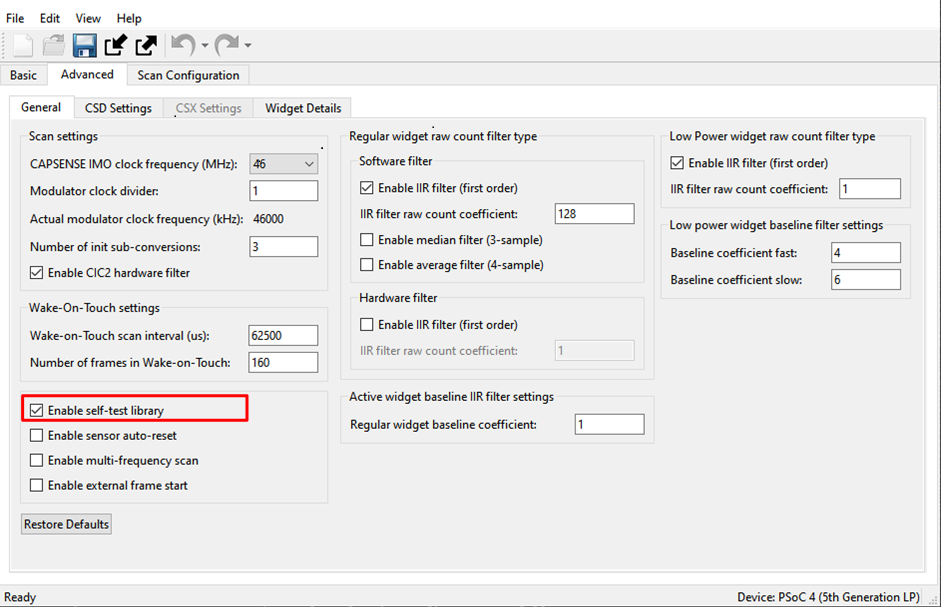 File Edit View Help
Basic Advanced Scan Configuration
General CSD Settings CSX Settings Widget Details
Scan settings
CAPSENSE IMO clock frequency (MHz): 46
Modulator clock divider: 1
Actual modulator clock frequency (kHz): 46000
Number of init sub-conversions: 3
Enable CIC2 hardware filter
Wake-On-Touch settings
Wake-on-Touch scan interval (us): 62500
Number of frames in Wake-on-Touch: 160
Enable self-test library
Enable sensor auto-reset
Enable multi-frequency scan
Enable external frame start
Restore Defaults
Regular widget raw count filter type
Software filter
Enable IIR filter (first order)
IIR filter raw count coefficient: 128
Enable median filter (3-sample)
Enable average filter (4-sample)
Hardware filter
Enable IIR filter (first order)
IIR filter raw count coefficient: 1
Active widget baseline IIR filter settings
Regular widget baseline coefficient: 1
Low Power widget raw count filter type
Enable IIR filter (first order)
IIR filter raw count coefficient: 1
Low power widget baseline filter settings
Baseline coefficient fast: 4
Baseline coefficient slow: 6
Ready Device: PSoC 4 (5th Generation LP)